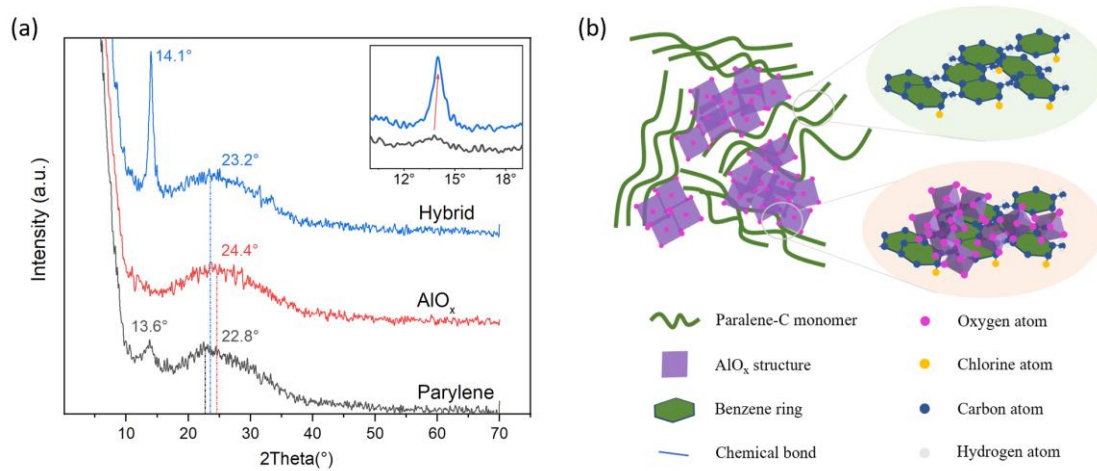 (a)
14.1°
23.2°
Hybrid
24.4°
AlOx
13.6°
22.8°
Parylene
Intensity (a.u.)
10 20 30 40 50 60 70
2Theta(°)
12 15 18
(b)
Paralene-C monomer
AlOx structure
Benzene ring
Chemical bond
Oxygen atom
Chlorine atom
Carbon atom
Hydrogen atom